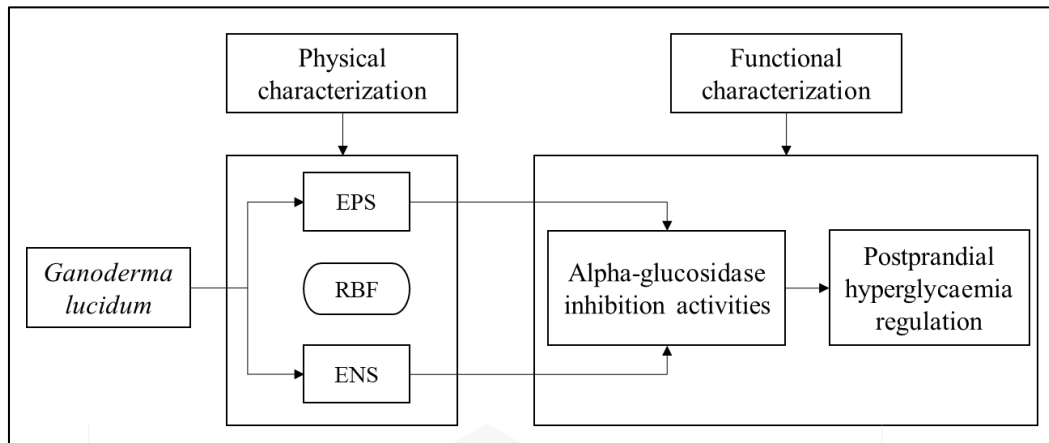 Physical
characterization
Functional
characterization
EPS
Ganoderma
lucidum
RBF
Alpha-glucosidase
inhibition activities
Postprandial
hyperglycaemia
regulation
ENS